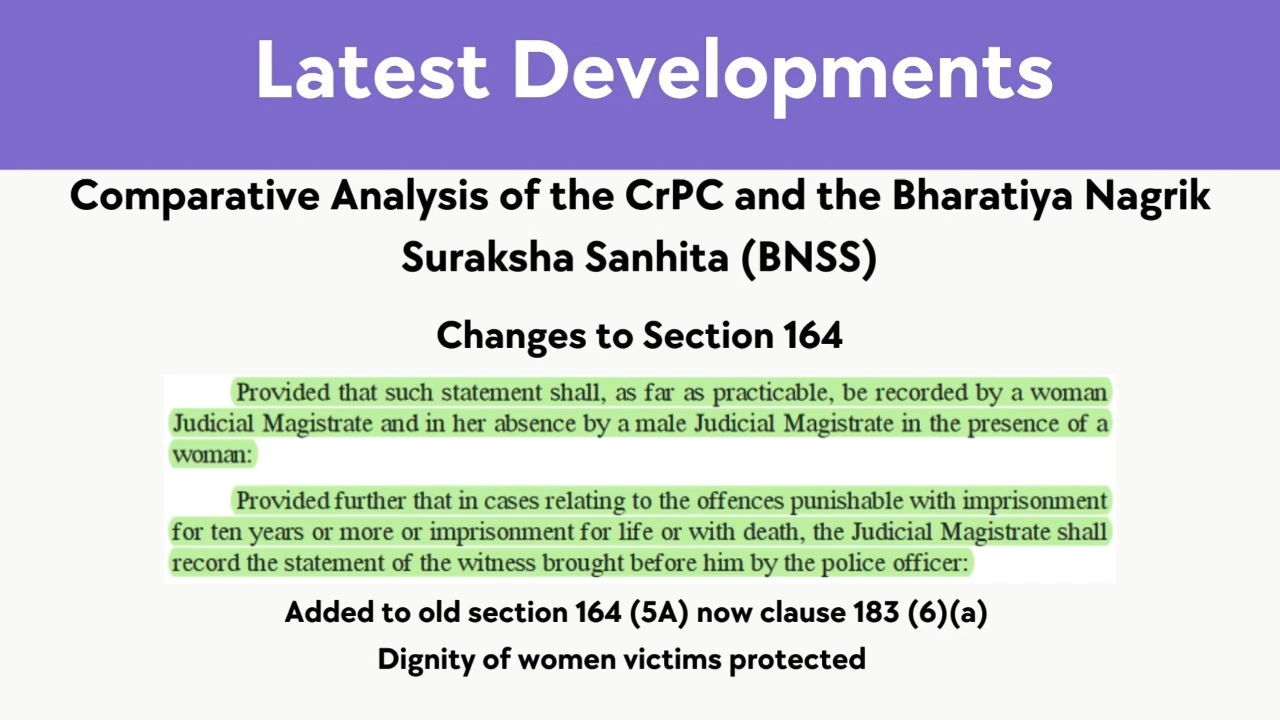 Latest Developments
Comparative Analysis of the CrPC and the Bharatiya Nagrik
Suraksha Sanhita (BNSS)
Changes to Section 164
Provided that such statement shall, as far as practicable, be recorded by a woman
Judicial Magistrate and in her absence by a male Judicial Magistrate in the presence of a
woman:
Provided further that in cases relating to the offences punishable with imprisonment
for ten years or more or imprisonment for life or with death, the Judicial Magistrate shall
record the statement of the witness brought before him by the police officer:
Added to old section 164 (5A) now clause 183 (6)(a)
Dignity of women victims protected